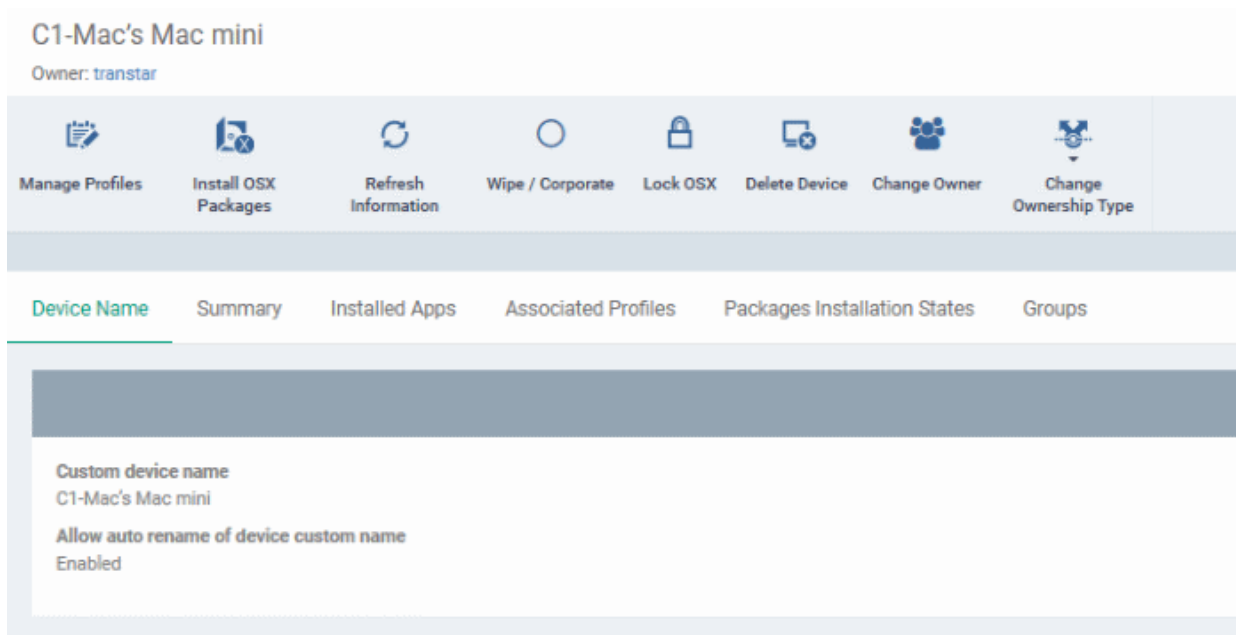 C1-Mac's Mac mini
Owner: transtar
Manage Profiles
Install OSX
Packages
Refresh
Information
Wipe / Corporate
Lock OSX
Delete Device
Change Owner
Change
Ownership Type
Device Name
Summary
Installed Apps
Associated Profiles
Packages Installation States
Groups
Custom device name
C1-Mac's Mac mini
Allow auto rename of device custom name
Enabled